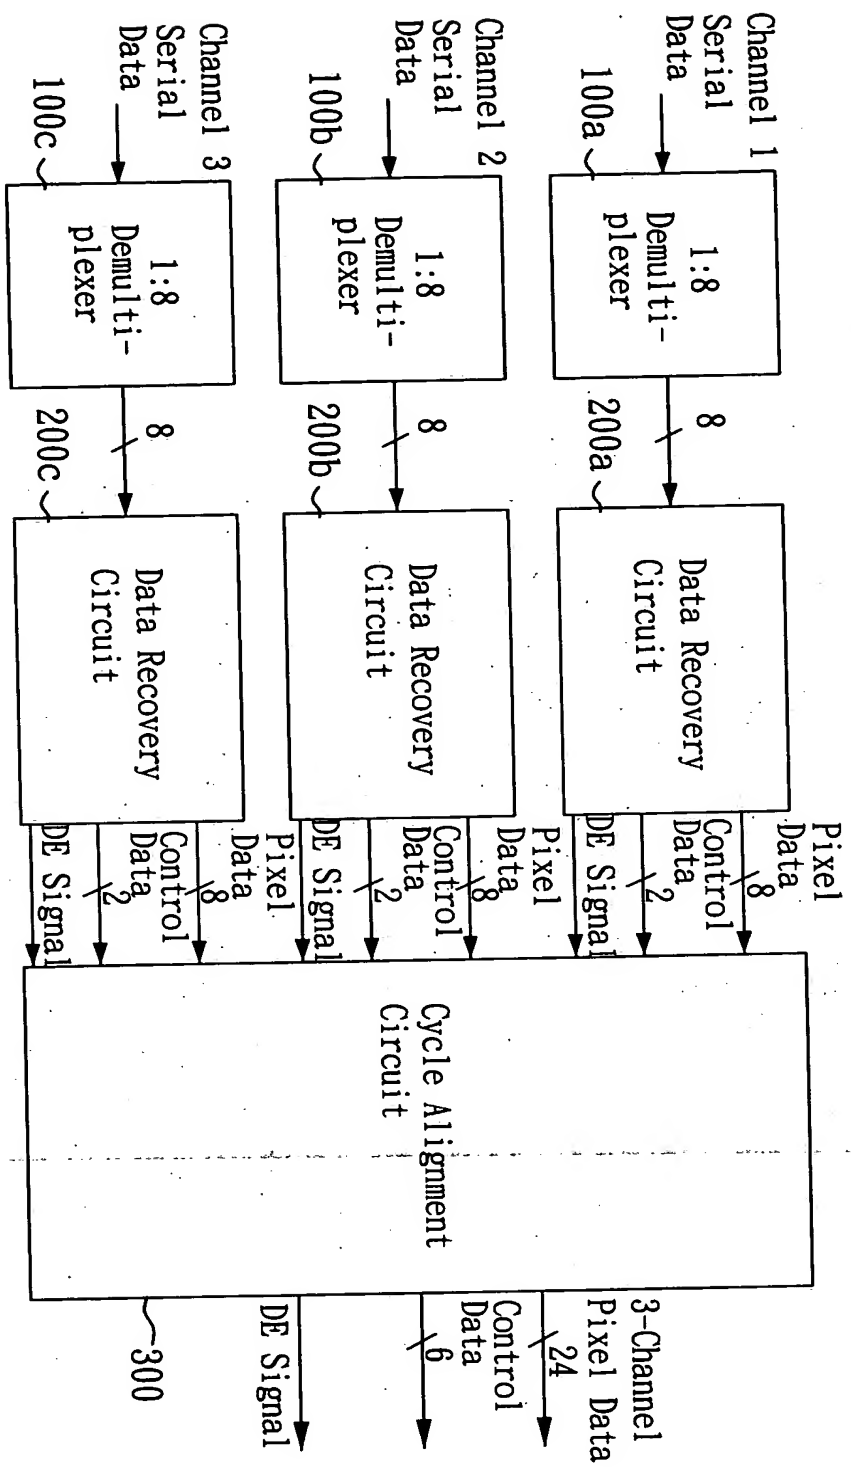 Channel 1
Serial
Data
100a
1:8
Demulti-
plexer
8
200a
Data Recovery
Circuit
Pixel
Data
8
Control
Data
2
DE Signal
Channel 2
Serial
Data
100b
1:8
Demulti-
plexer
8
200b
Data Recovery
Circuit
Pixel
Data
8
Control
Data
2
DE Signal
Channel 3
Serial
Data
100c
1:8
Demulti-
plexer
8
200c
Data Recovery
Circuit
Pixel
Data
8
Control
Data
2
DE Signal
Cycle Alignment
Circuit
300
3-Channel
Pixel Data
24
Control
Data
6
DE Signal